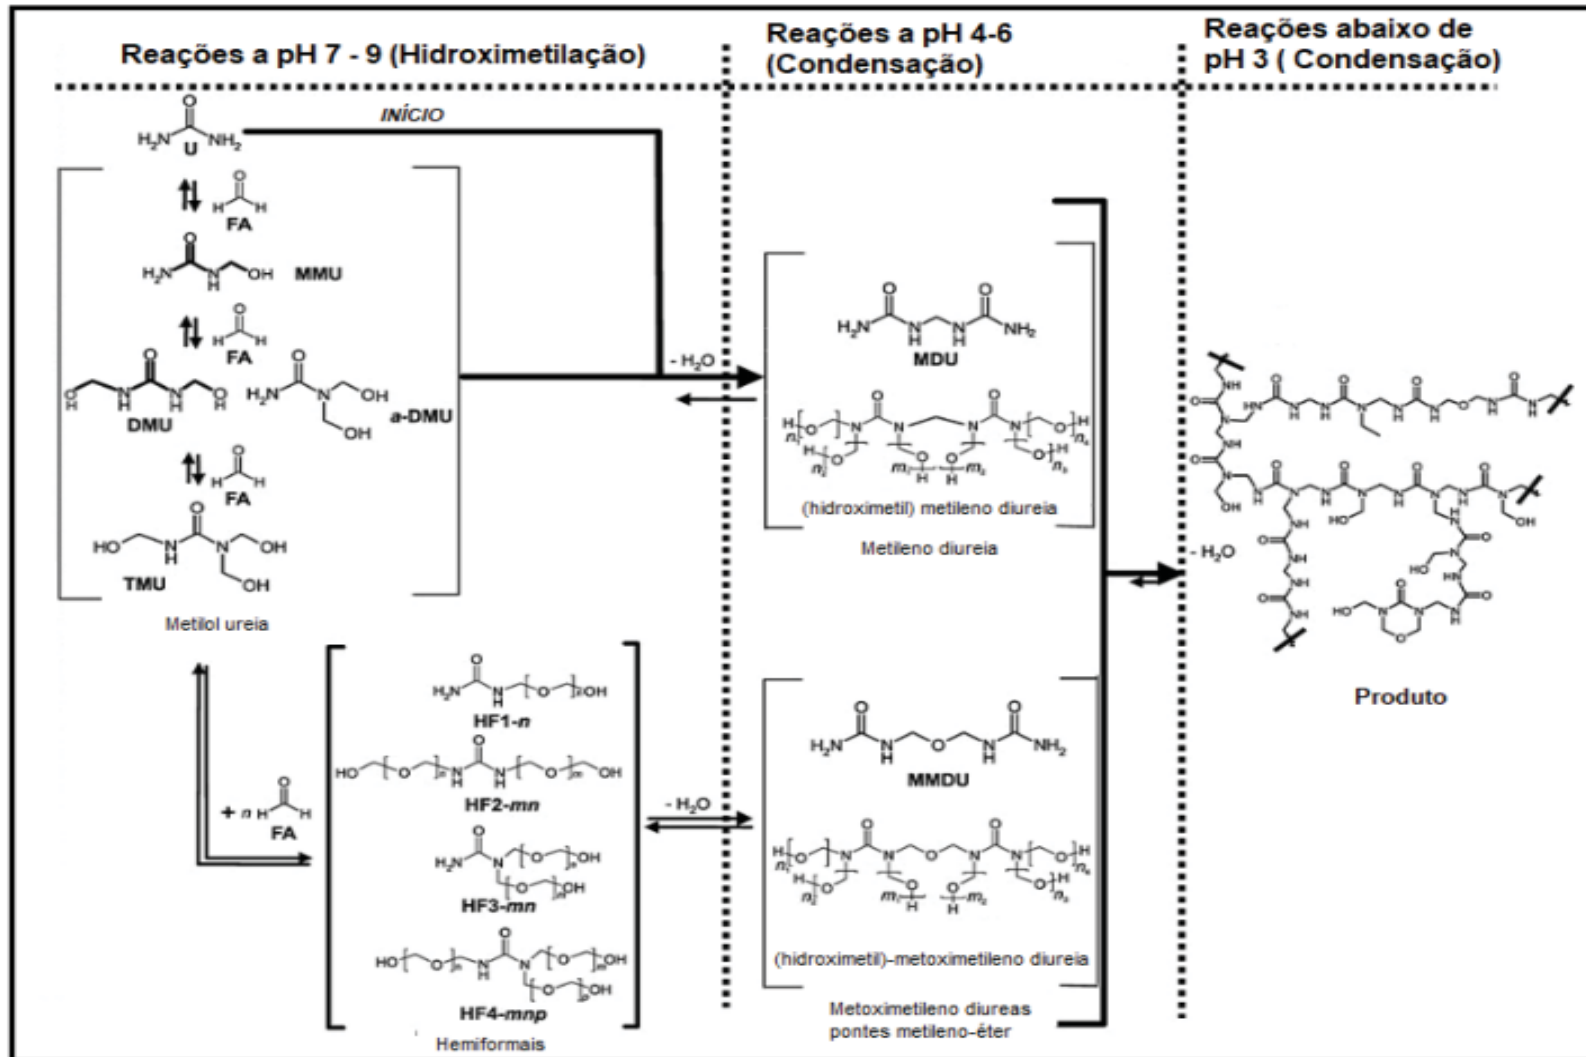 Reações a pH 7 - 9 (Hidroximetilação)
Reações a pH 4-6
(Condensação)
Reações abaixo de
pH 3 ( Condensação)
INÍCIO
U
FA
MMU
FA
DMU
a-DMU
FA
TMU
Metilol ureia
+ n
FA
HF1-n
HF2-mn
HF3-mn
HF4-mnp
Hemiformais
- H₂O
- H₂O
MDU
(hidroximetil) metileno diureia
Metileno diureia
MMDU
(hidroximetil)-metoximetileno diureia
Metoximetileno diureas
pontes metileno-éter
- H₂O
Produto